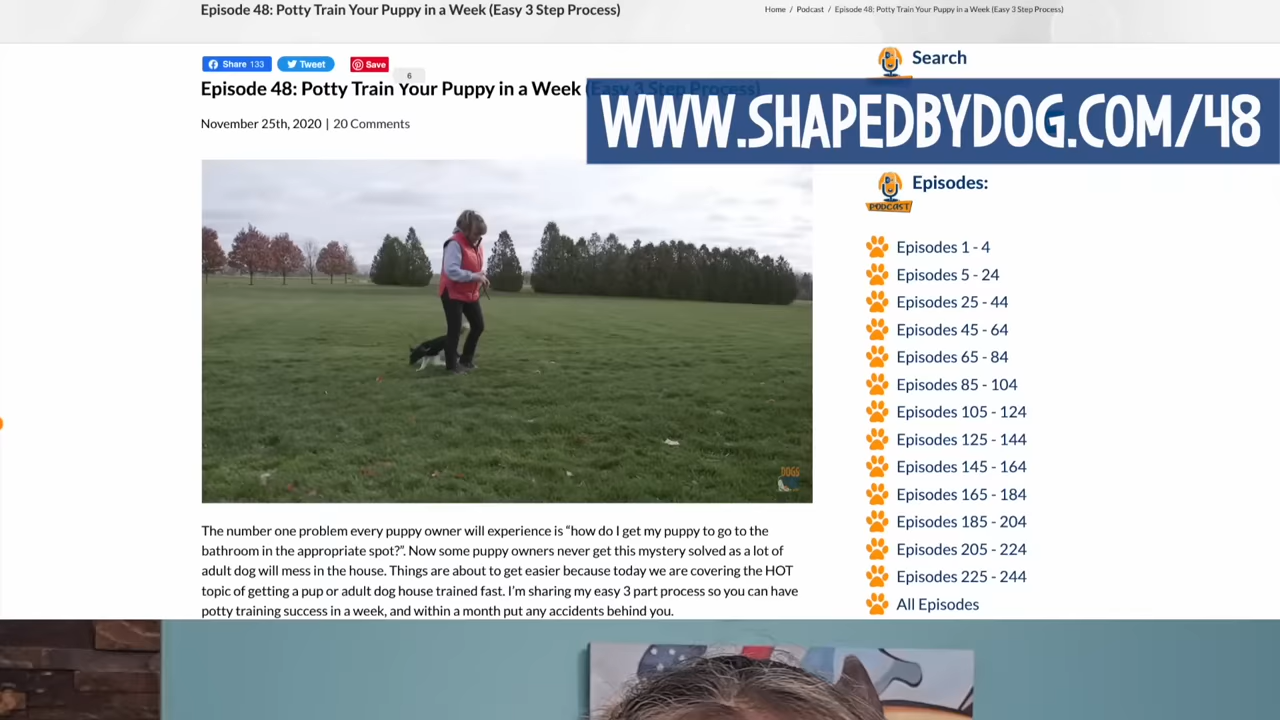 Episode 48: Potty Train Your Puppy in a Week (Easy 3 Step Process)
Home / Podcast / Episode 48: Potty Train Your Puppy in a Week (Easy 3 Step Process)
Share 133
Tweet
Save
6
Search
Episode 48: Potty Train Your Puppy in a Week (Easy 3 Step Process)
WWW.SHAPEDBYDOG.COM/48
November 25th, 2020 | 20 Comments
PODCAST
Episodes:
Episodes 1 - 4
Episodes 5 - 24
Episodes 25 - 44
Episodes 45 - 64
Episodes 65 - 84
Episodes 85 - 104
Episodes 105 - 124
Episodes 125 - 144
Episodes 145 - 164
Episodes 165 - 184
Episodes 185 - 204
Episodes 205 - 224
Episodes 225 - 244
All Episodes
DOGS
The number one problem every puppy owner will experience is “how do I get my puppy to go to the
bathroom in the appropriate spot?”. Now some puppy owners never get this mystery solved as a lot of
adult dog will mess in the house. Things are about to get easier because today we are covering the HOT
topic of getting a pup or adult dog house trained fast. I’m sharing my easy 3 part process so you can have
potty training success in a week, and within a month put any accidents behind you.